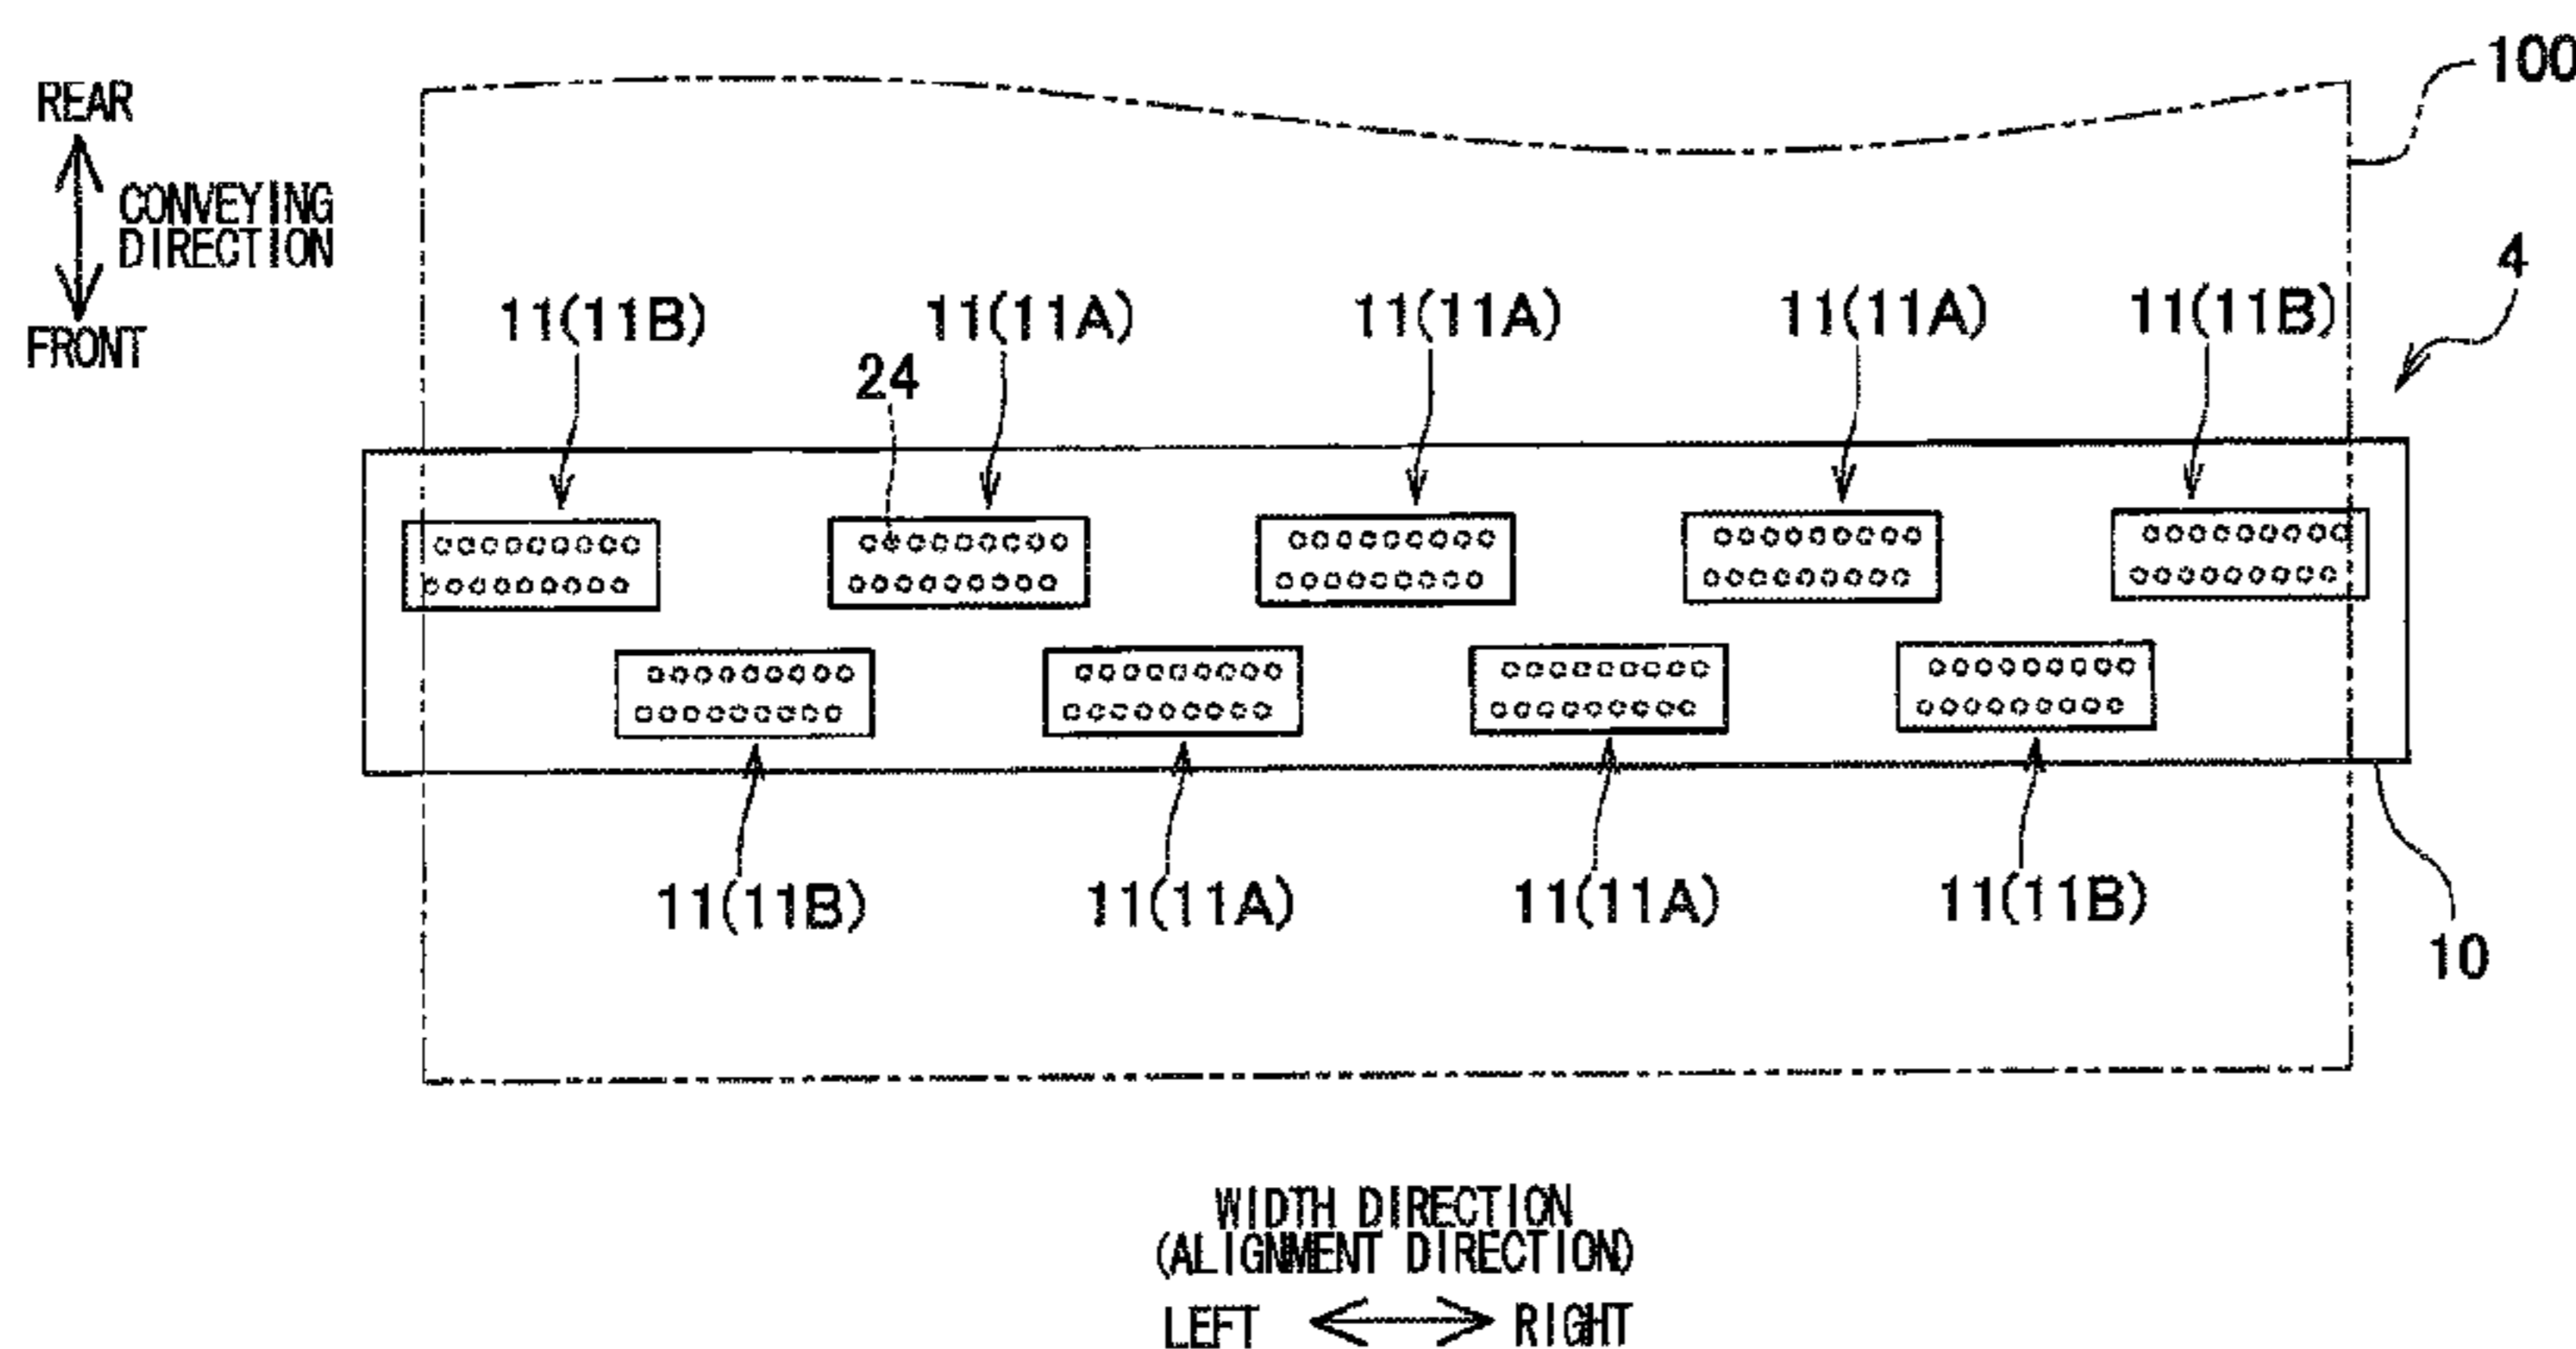 100
REAR
CONVEYING
DIRECTION
FRONT
4
11(11B)
11(11A)
11(11A)
11(11A)
11(11B)
24
11(11B)
11(11A)
11(11A)
11(11B)
10
WIDTH DIRECTION
(ALIGNMENT DIRECTION)
LEFT
RIGHT